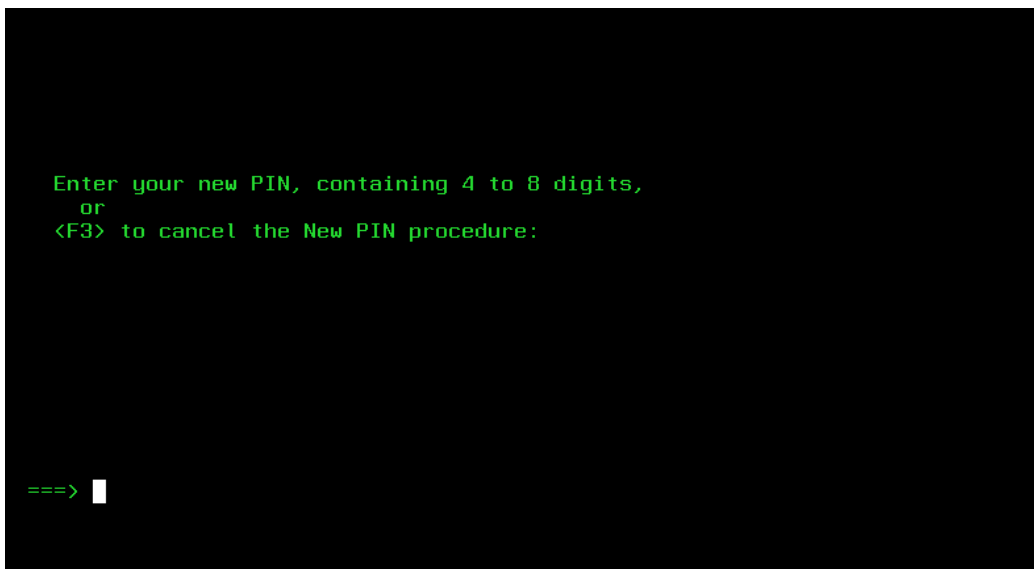 Enter your new PIN, containing 4 to 8 digits,
or
<F3> to cancel the New PIN procedure:
===>